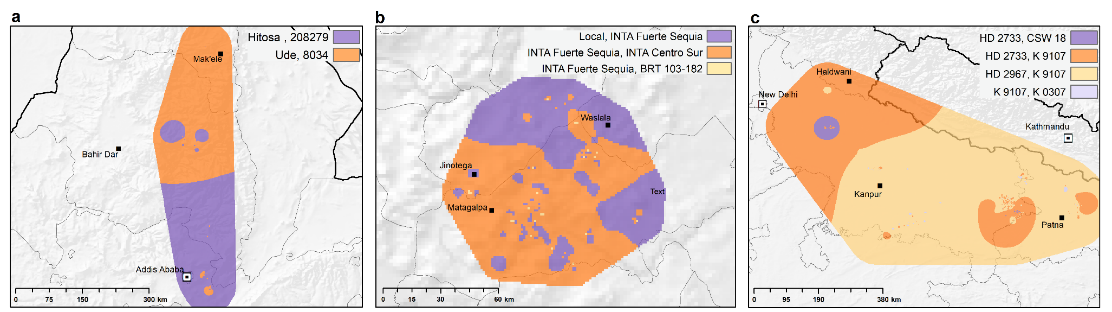 a
Hitosa , 208279
Ude, 8034
Mak'ele
Bahir Dar
Addis Ababa
0 75 150 300 km
b
Local, INTA Fuerte Sequia
INTA Fuerte Sequia, INTA Centro Sur
INTA Fuerte Sequia, BRT 103-182
Waslala
Jinotega
Text
Matagalpa
0 15 30 60 km
c
HD 2733, CSW 18
HD 2733, K 9107
HD 2967, K 9107
K 9107, K 0307
Haldwani
New Delhi
Kathmandu
Kanpur
Patna
0 95 190 380 km